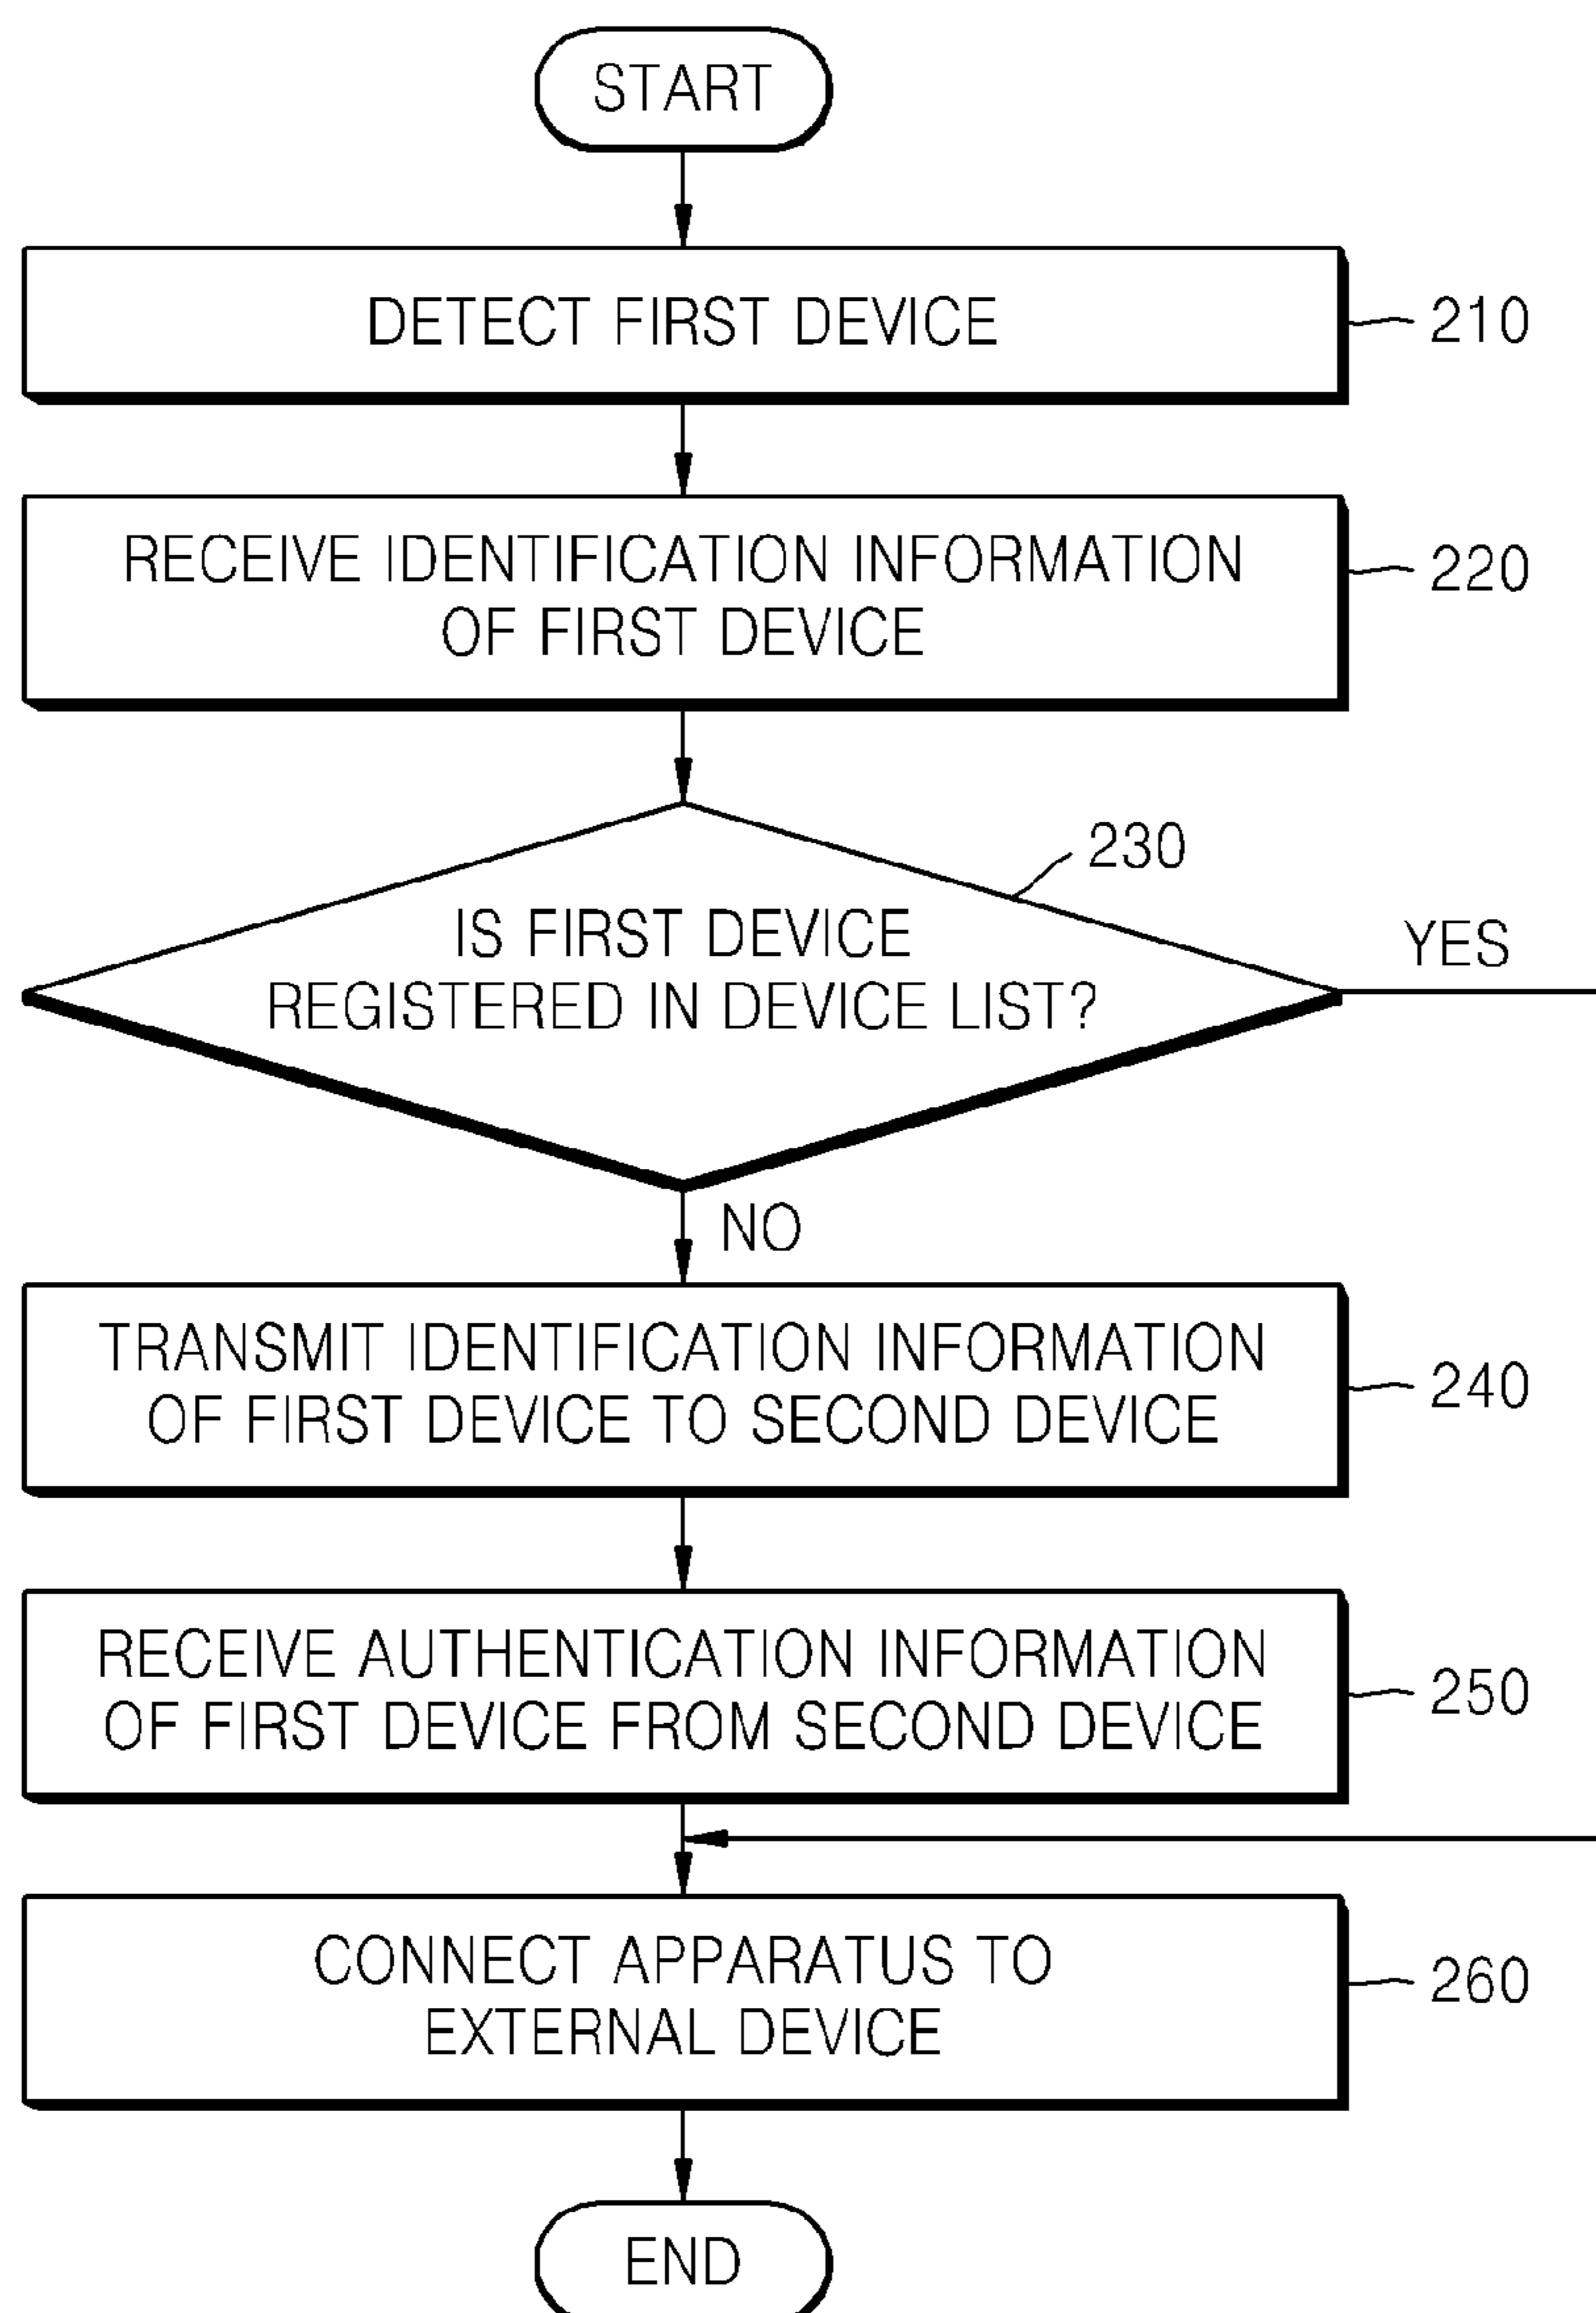 START
DETECT FIRST DEVICE
210
RECEIVE IDENTIFICATION INFORMATION
OF FIRST DEVICE
220
230
IS FIRST DEVICE
REGISTERED IN DEVICE LIST?
YES
NO
TRANSMIT IDENTIFICATION INFORMATION
OF FIRST DEVICE TO SECOND DEVICE
240
RECEIVE AUTHENTICATION INFORMATION
OF FIRST DEVICE FROM SECOND DEVICE
250
CONNECT APPARATUS TO
EXTERNAL DEVICE
260
END